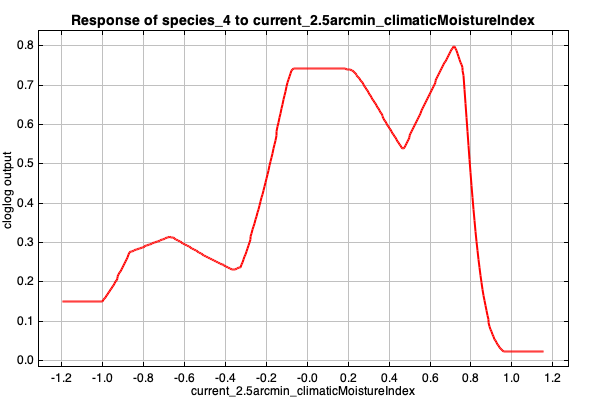 Response of species_4 to current_2.5arcmin_climaticMoistureIndex
0.8
0.7
0.6
0.5
0.4
0.3
0.2
0.1
0.0
cloglog output
-1.2 -1.0 -0.8 -0.6 -0.4 -0.2 -0.0 0.2 0.4 0.6 0.8 1.0 1.2
current_2.5arcmin_climaticMoistureIndex